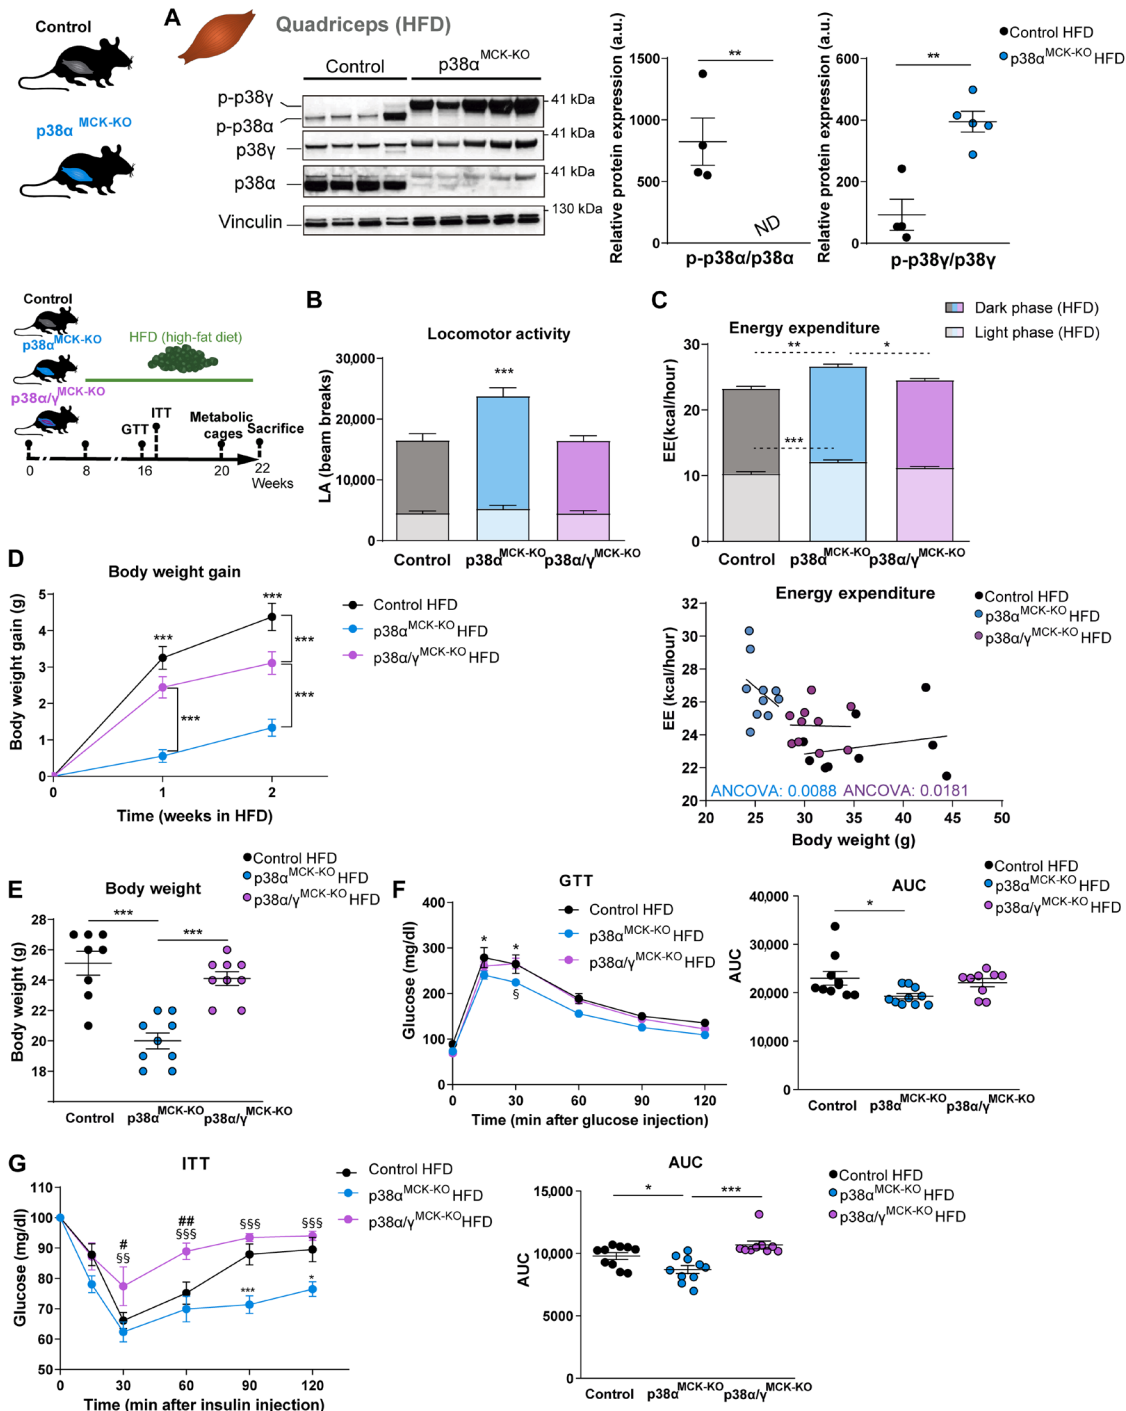 Control
p38α MCK-KO
A
Quadriceps (HFD)
Control
p38α MCK-KO
p-p38γ
p-p38α
p38γ
p38α
Vinculin
41 kDa
41 kDa
41 kDa
130 kDa
Relative protein expression (a.u.)
1500
1000
500
0
**
ND
p-p38α/p38α
Relative protein expression (a.u.)
600
400
200
0
**
p-p38γ/p38γ
Control HFD
p38α MCK-KO HFD
Control
p38α MCK-KO
p38α/γ MCK-KO
HFD (high-fat diet)
GTT
ITT
Metabolic cages
Sacrifice
0
8
16
20
22
Weeks
B
Locomotor activity
LA (beam breaks)
30,000
20,000
10,000
0
***
Control
p38α MCK-KO
p38α/γ MCK-KO
C
Dark phase (HFD)
Light phase (HFD)
Energy expenditure
EE(kcal/hour)
30
20
10
0
**
*
***
Control
p38α MCK-KO
p38α/γ MCK-KO
Energy expenditure
Control HFD
p38α MCK-KO HFD
p38α/γ MCK-KO HFD
EE (kcal/hour)
32
30
28
26
24
22
20
ANCOVA: 0.0088
ANCOVA: 0.0181
20
25
30
35
40
45
50
Body weight (g)
D
Body weight gain
Body weight gain (g)
5
4
3
2
1
0
***
***
***
***
***
0
1
2
Time (weeks in HFD)
Control HFD
p38α MCK-KO HFD
p38α/γ MCK-KO HFD
E
Body weight
Control HFD
p38α MCK-KO HFD
p38α/γ MCK-KO HFD
Body weight (g)
28
26
24
22
20
18
***
***
Control
p38α MCK-KO
p38α/γ MCK-KO
F
GTT
Glucose (mg/dl)
400
300
200
100
0
*
*
§
0
30
60
90
120
Time (min after glucose injection)
Control HFD
p38α MCK-KO HFD
p38α/γ MCK-KO HFD
AUC
AUC
40000
30,000
20,000
10,000
0
*
Control
p38α MCK-KO
p38α/γ MCK-KO
Control HFD
p38α MCK-KO HFD
p38α/γ MCK-KO HFD
G
ITT
Glucose (mg/dl)
110
100
90
80
70
60
50
#
§§
##
§§§
§§§
§§§
***
*
0
30
60
90
120
Time (min after insulin injection)
Control HFD
p38α MCK-KO HFD
p38α/γ MCK-KO HFD
AUC
AUC
15,000
10000
5000
0
*
***
Control
p38α MCK-KO
p38α/γ MCK-KO
Control HFD
p38α MCK-KO HFD
p38α/γ MCK-KO HFD